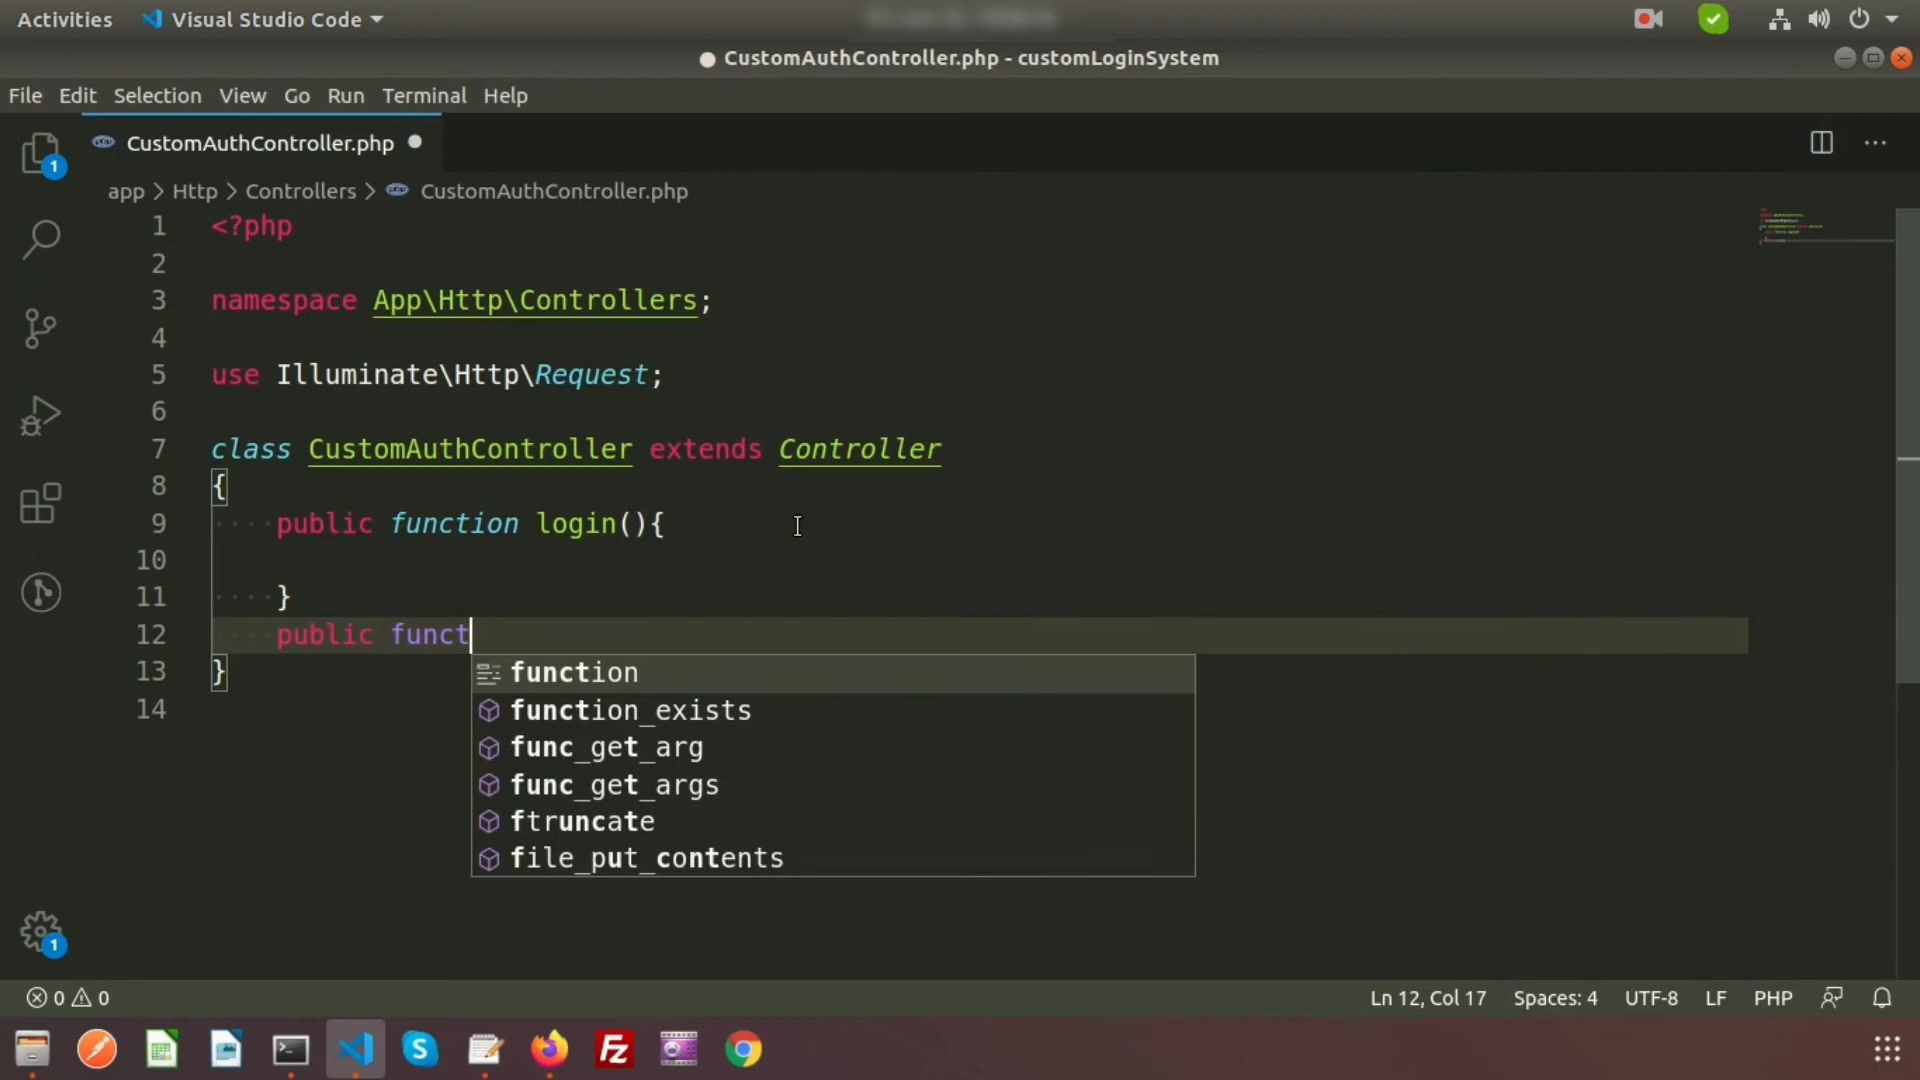 Activities Visual Studio Code
CustomAuthController.php - customLoginSystem
File Edit Selection View Go Run Terminal Help
1 CustomAuthController.php
app > Http > Controllers > CustomAuthController.php
1 <?php
2
3 namespace App\Http\Controllers;
4
5 use Illuminate\Http\Request;
6
7 class CustomAuthController extends Controller
8 {
9 ····public function login(){
10
11 ····}
12 ····public funct
13 }
14
function
function_exists
func_get_arg
func_get_args
ftruncate
file_put_contents
1
0 0 Ln 12, Col 17 Spaces: 4 UTF-8 LF PHP
S Fz